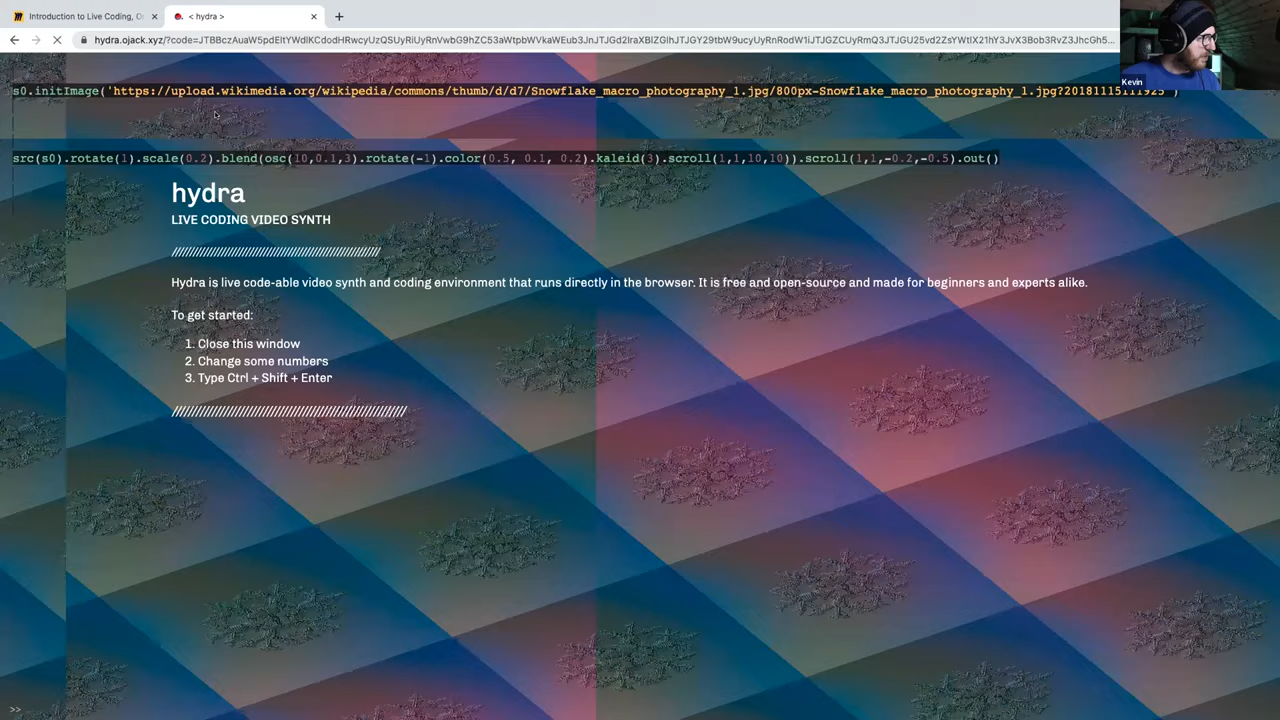 Introduction to Live Coding, O
< hydra >
hydra.ojack.xyz/?code=JTBBczAuaW5pdEltYWdlKCdodHRwcyUzQSUyRiUyRnVwbG9hZC53aWtpbWVkaWEub3JnJTJGd2lraXBlZGlhJTJGY29tbW9ucyUyRnRodW1iJTJGZCUyRmQ3JTJGU25vd2ZsYWtlX21hY3JvX3Bob3RvZ3JhcGh5...
Kevin
s0.initImage('https://upload.wikimedia.org/wikipedia/commons/thumb/d/d7/Snowflake_macro_photography_1.jpg/800px-Snowflake_macro_photography_1.jpg?20181115111925')
src(s0).rotate(1).scale(0.2).blend(osc(10,0.1,3).rotate(-1).color(0.5, 0.1, 0.2).kaleid(3).scroll(1,1,10,10)).scroll(1,1,-0.2,-0.5).out()
hydra
LIVE CODING VIDEO SYNTH
////////////////////////////////////////////////////////////////
Hydra is live code-able video synth and coding environment that runs directly in the browser. It is free and open-source and made for beginners and experts alike.
To get started:
1. Close this window
2. Change some numbers
3. Type Ctrl + Shift + Enter
////////////////////////////////////////////////////////////////////////
>>